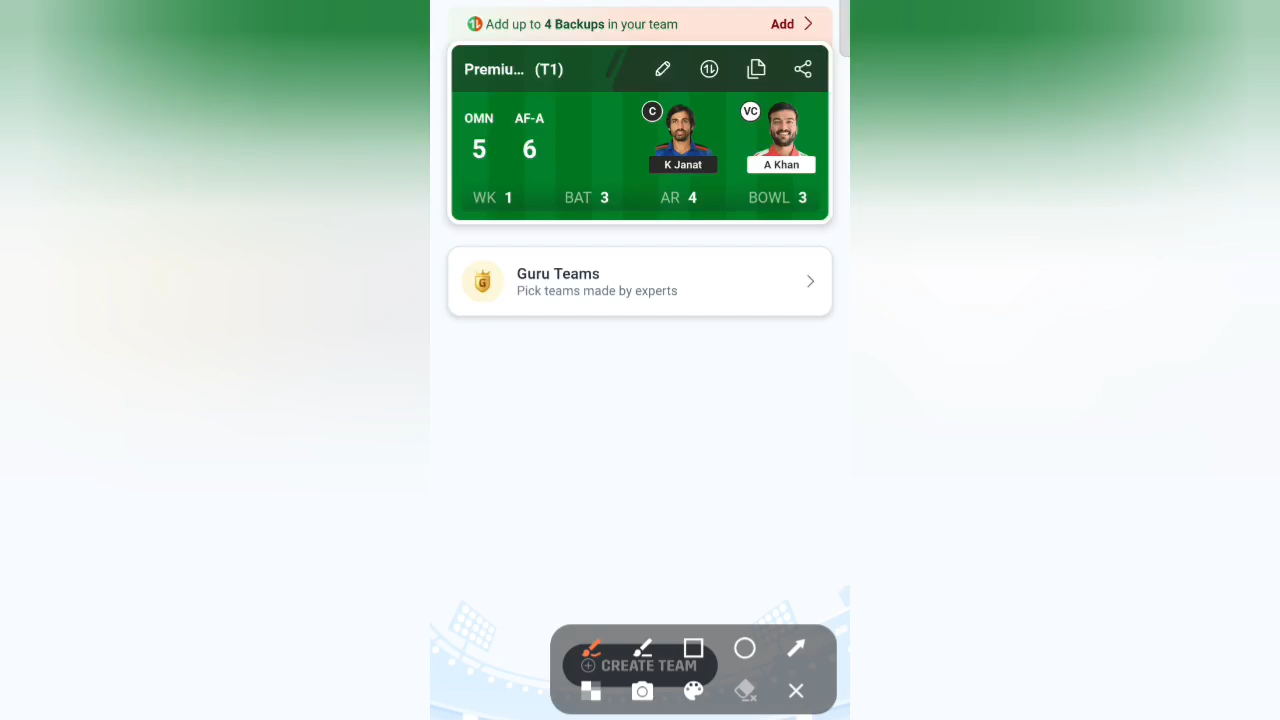 Add up to 4 Backups in your team Add
Premiu... (T1)
OMN AF-A
5 6
C
VC
K Janat
A Khan
WK 1 BAT 3 AR 4 BOWL 3
G
Guru Teams
Pick teams made by experts
CREATE TEAM